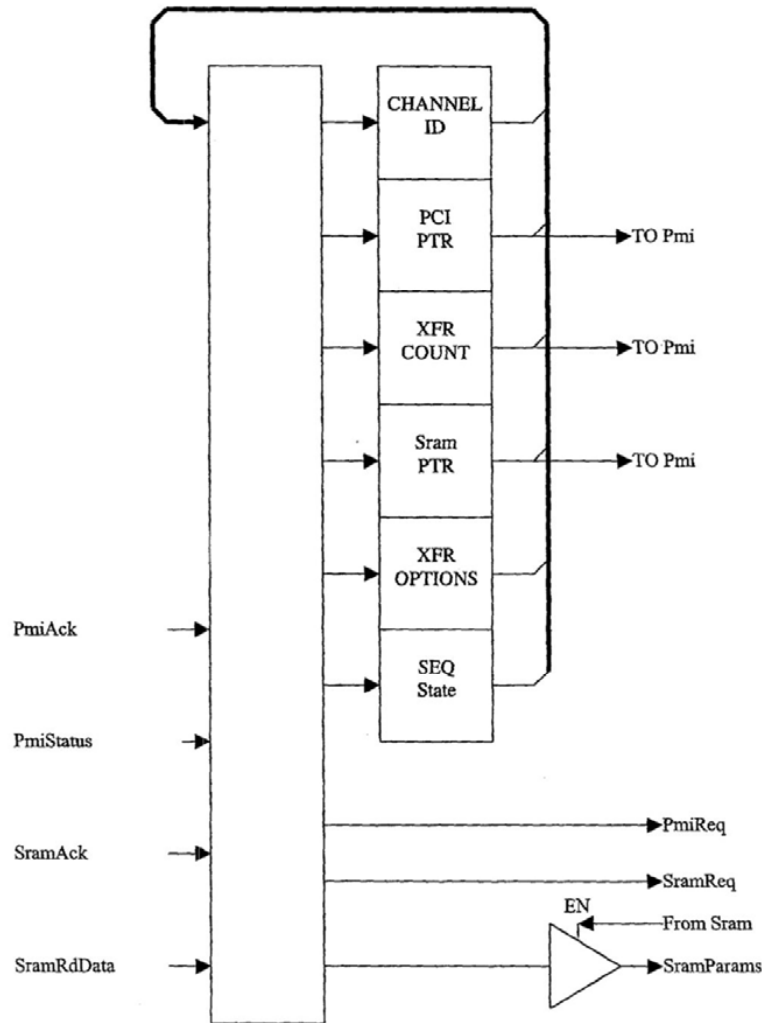 CHANNEL
ID
PCI
PTR
TO Pmi
XFR
COUNT
TO Pmi
Sram
PTR
TO Pmi
XFR
OPTIONS
PmiAck
SEQ
State
PmiStatus
PmiReq
SramAck
SramReq
EN
From Sram
SramRdData
SramParams